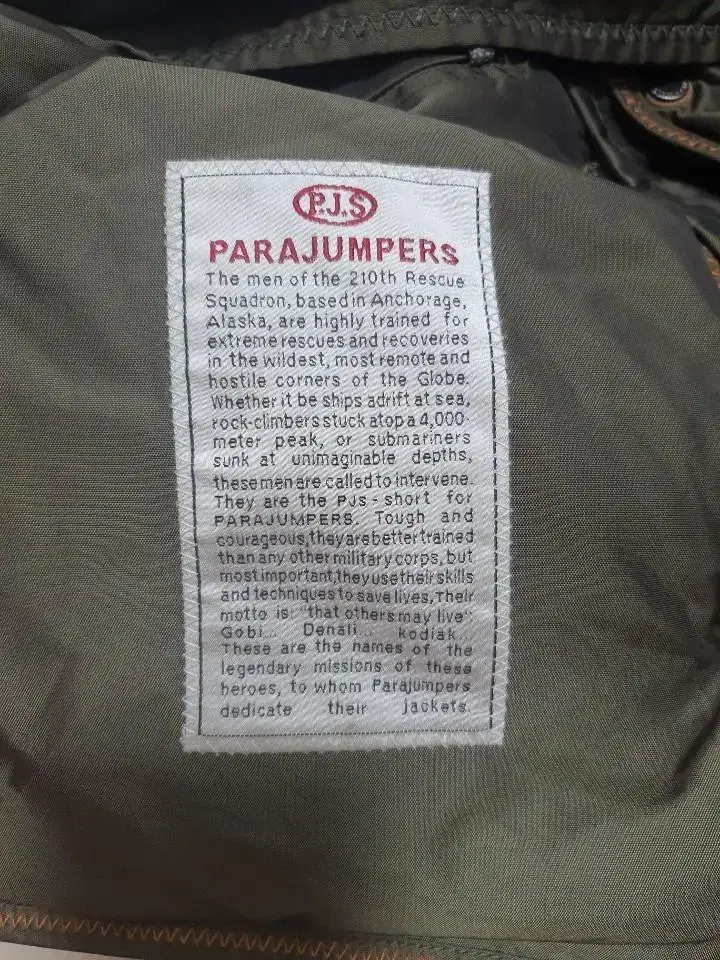 P.J.S
PARAJUMPERS
The men of the 210th Rescue
Squadron, based in Anchorage,
Alaska, are highly trained for
extreme rescues and recoveries
in the wildest, most remote and
hostile corners of the Globe.
Whether it be ships adrift at sea,
rock-climbers stuck atop a 4,000-
meter peak, or submariners
sunk at unimaginable depths,
these men are called to intervene.
They are the PJs - short for
PARAJUMPERS. Tough and
courageous, they are better trained
than any other military corps, but
most important, they use their skills
and techniques to save lives, Their
motto is: "that others may live":
Gobi... Denali... kodiak...
These are the names of the
legendary missions of these
heroes, to whom Parajumpers
dedicate their jackets.